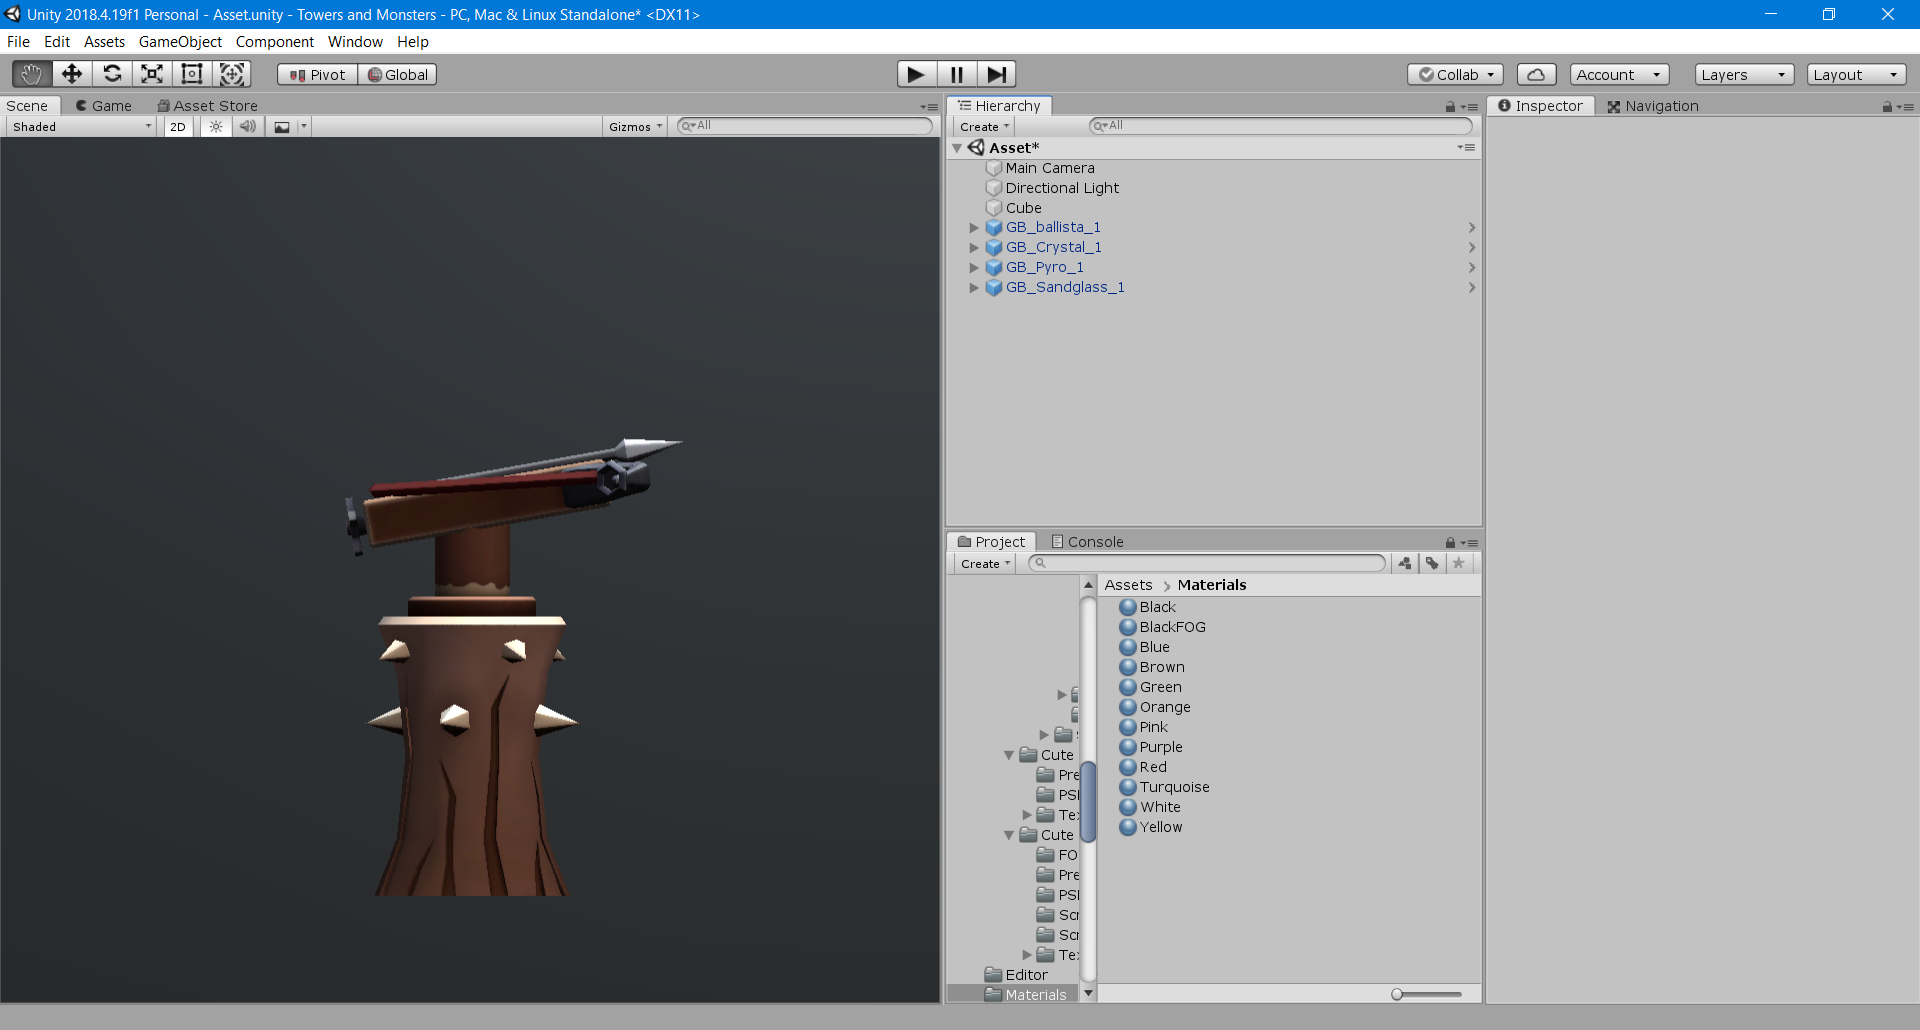 Unity 2018.4.19f1 Personal - Asset.unity - Towers and Monsters - PC, Mac & Linux Standalone* <DX11>
File Edit Assets GameObject Component Window Help
Pivot Global Collab Account Layers Layout
Scene Game Asset Store
Shaded 2D Gizmos All
Hierarchy
Create All
Asset*
Main Camera
Directional Light
Cube
GB_ballista_1
GB_Crystal_1
GB_Pyro_1
GB_Sandglass_1
Project Console
Create
Cute
Pre
PSI
Te
Cute
FO
Pre
PSI
Scr
Scr
Te
Editor
Materials
Assets > Materials
Black
BlackFOG
Blue
Brown
Green
Orange
Pink
Purple
Red
Turquoise
White
Yellow
Inspector Navigation